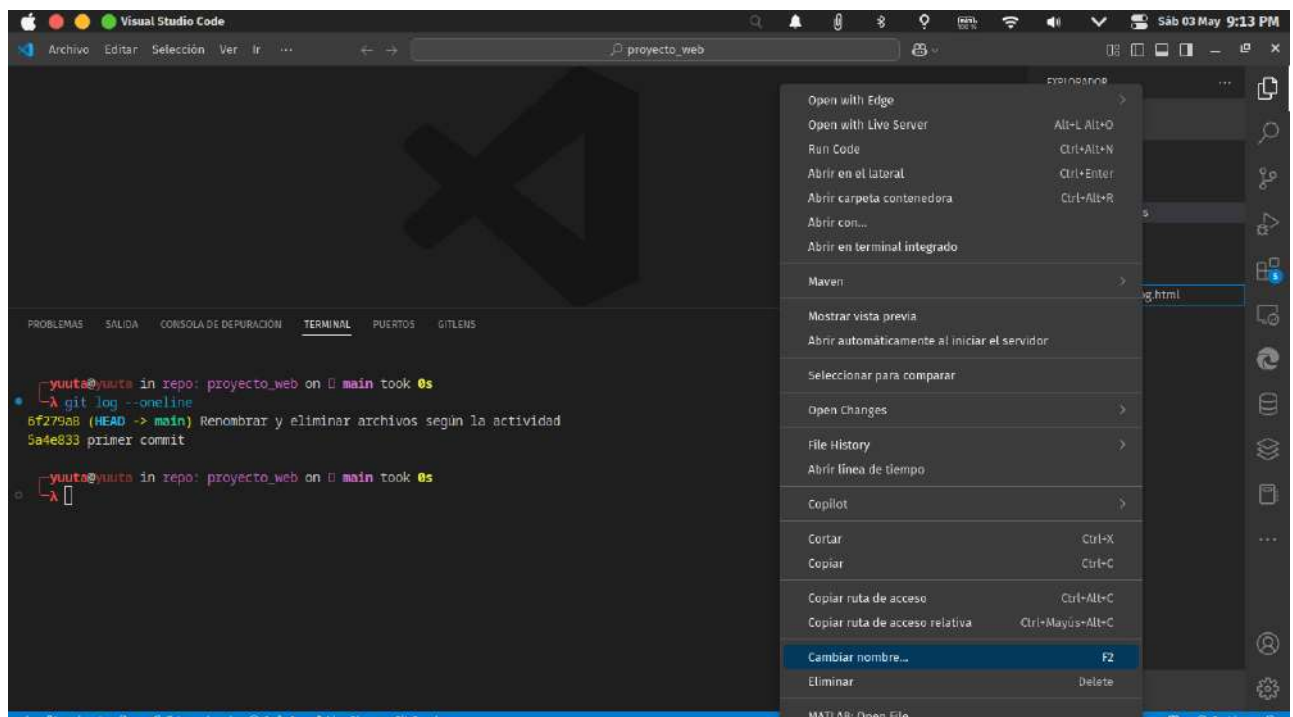 Visual Studio Code
Sáb 03 May 9:13 PM
Archivo Editar Selección Ver Ir ...
proyecto_web
EXPLORADOR ...
Open with Edge
Open with Live Server Alt+L Alt+O
Run Code Ctrl+Alt+N
Abrir en el lateral Ctrl+Enter
Abrir carpeta contenedora Ctrl+Alt+R
Abrir con...
Abrir en terminal integrado
Maven
Mostrar vista previa
Abrir automáticamente al iniciar el servidor
Seleccionar para comparar
Open Changes
File History
Abrir línea de tiempo
Copilot
Cortar Ctrl+X
Copiar Ctrl+C
Copiar ruta de acceso Ctrl+Alt+C
Copiar ruta de acceso relativa Ctrl+Mayús+Alt+C
Cambiar nombre... F2
Eliminar Delete
MATLAB: Open File
s
og.html
5
PROBLEMAS SALIDA CONSOLA DE DEPURACIÓN TERMINAL PUERTOS GITLENS
yuuta@yuuta in repo: proyecto_web on main took 0s
λ git log --oneline
6f279a8 (HEAD -> main) Renombrar y eliminar archivos según la actividad
5a4e833 primer commit
yuuta@yuuta in repo: proyecto_web on main took 0s
λ